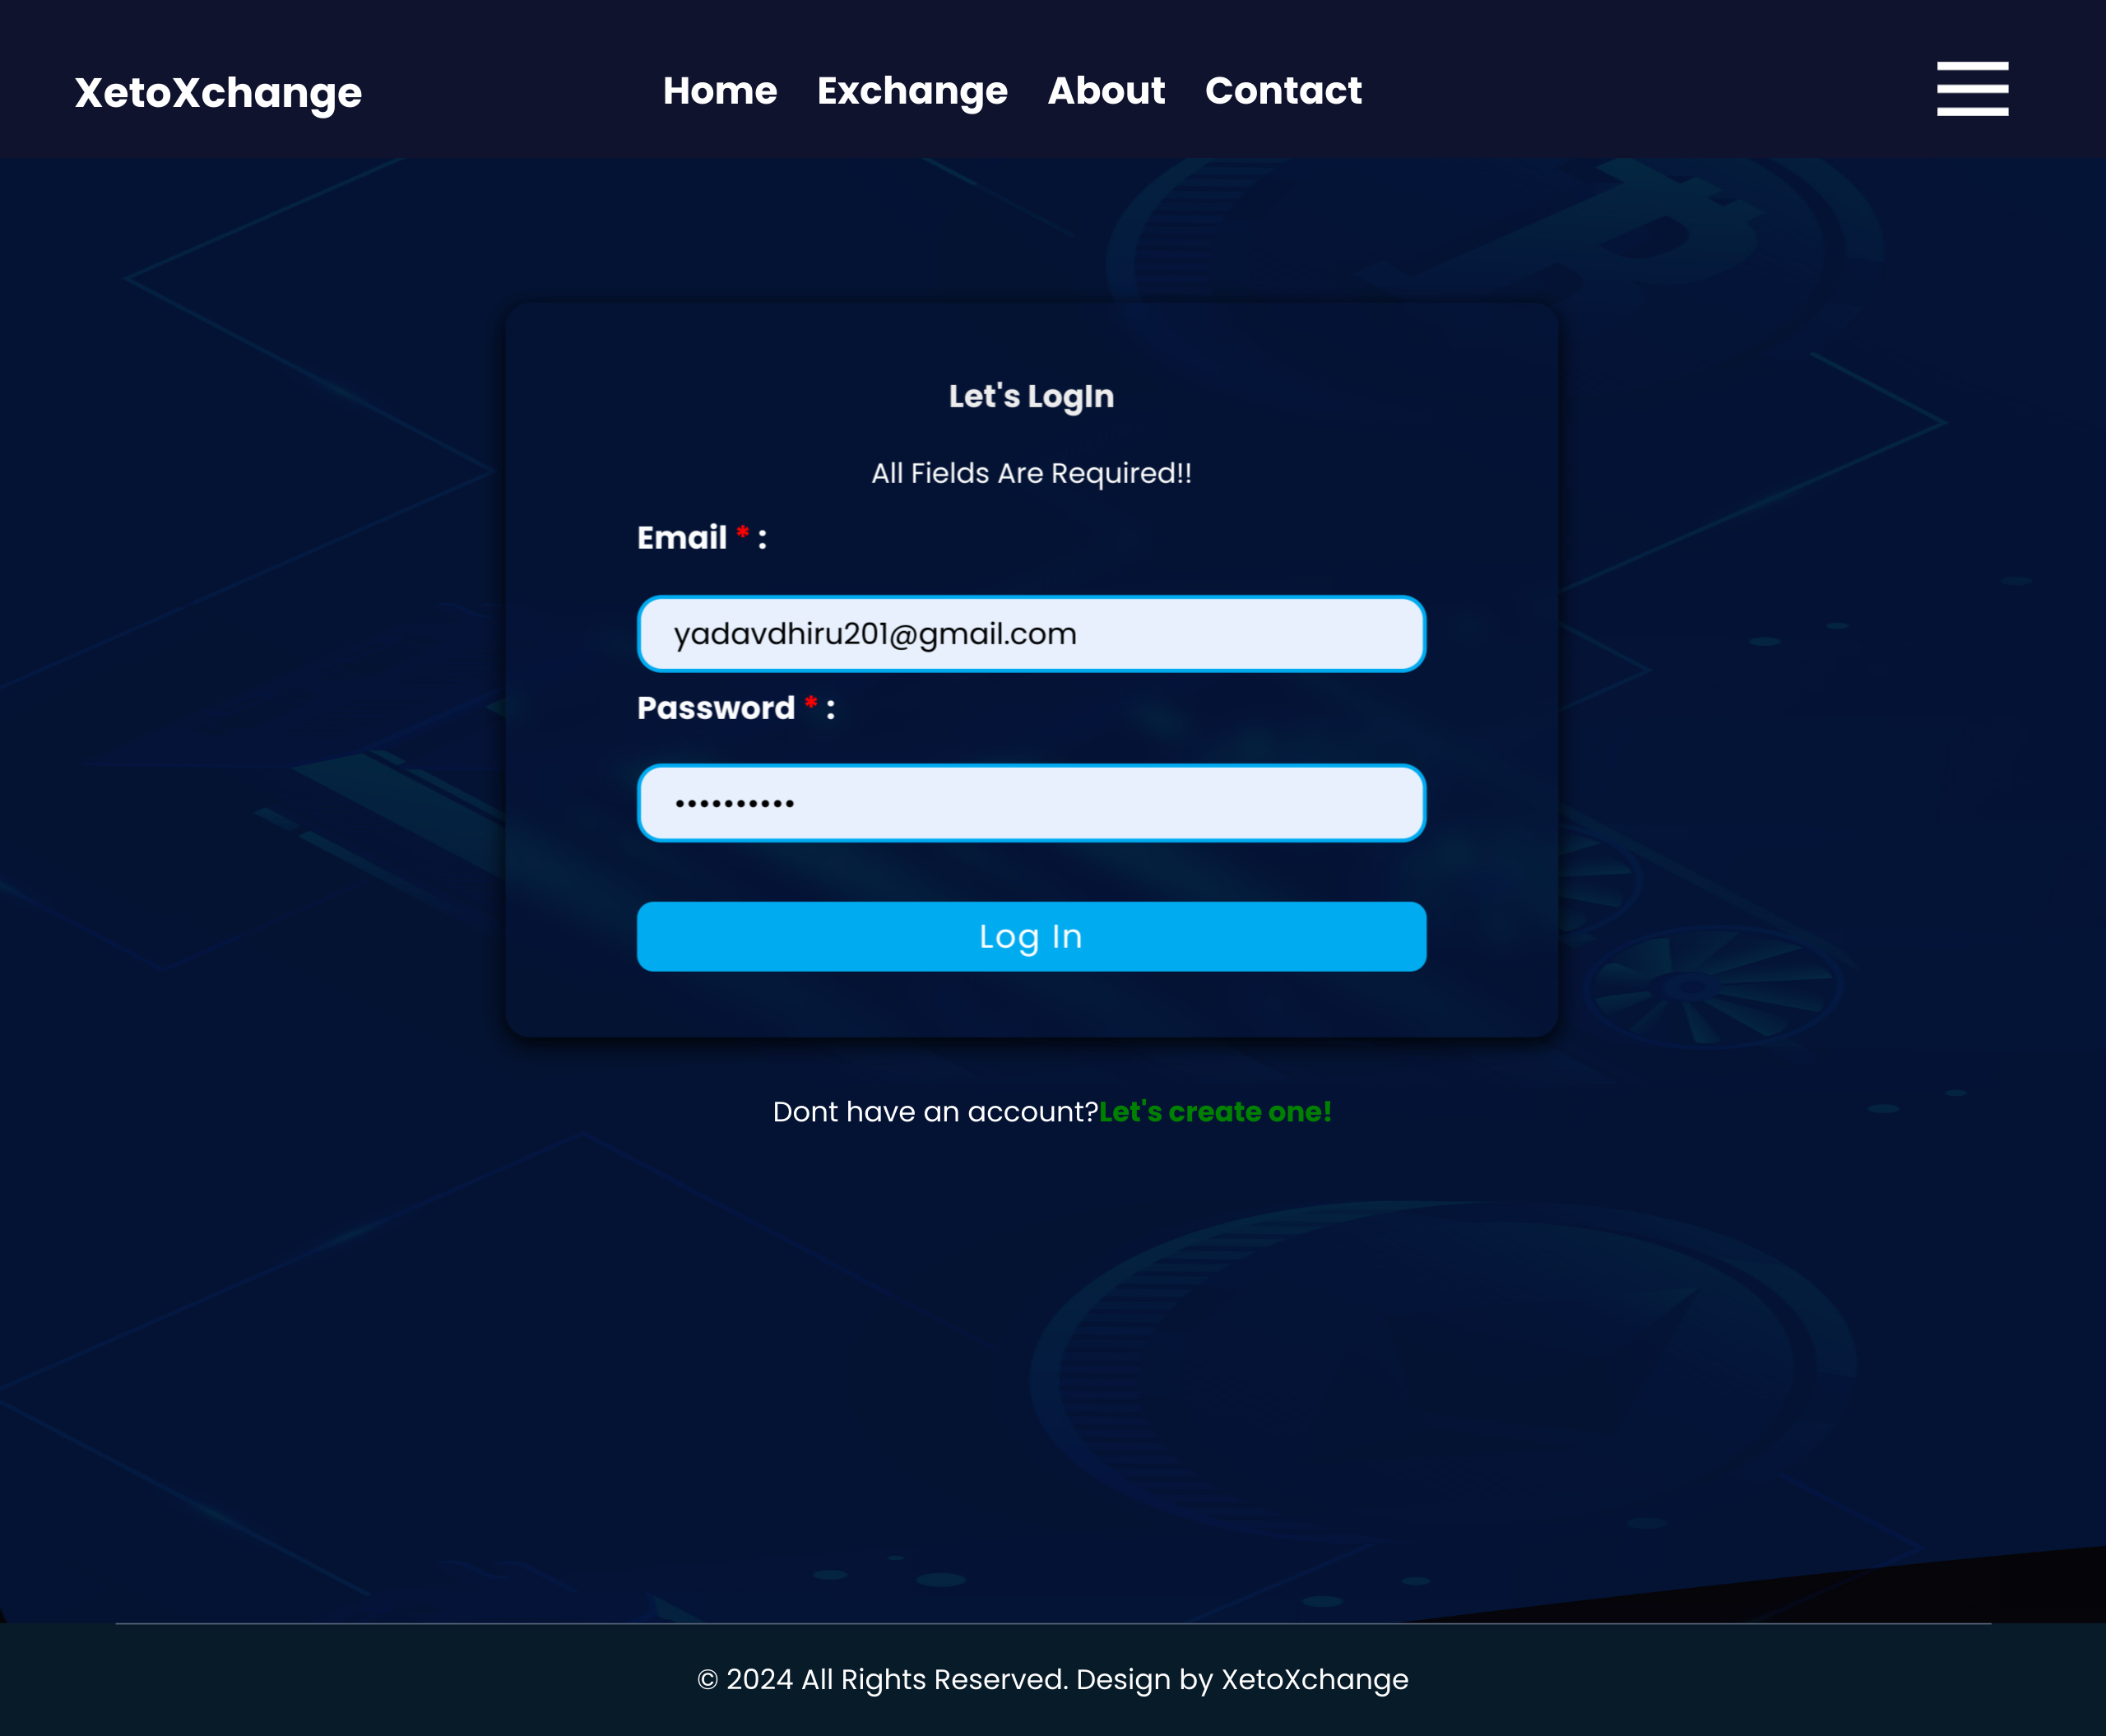 XetoXchange Home Exchange About Contact
Let's LogIn
All Fields Are Required!!
Email * :
yadavdhiru201@gmail.com
Password * :
••••••••••
Log In
Dont have an account?Let's create one!
© 2024 All Rights Reserved. Design by XetoXchange